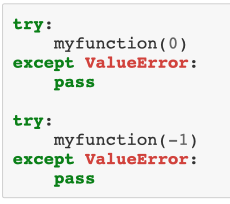 try:
    myfunction(0)
except ValueError:
    pass

try:
    myfunction(-1)
except ValueError:
    pass